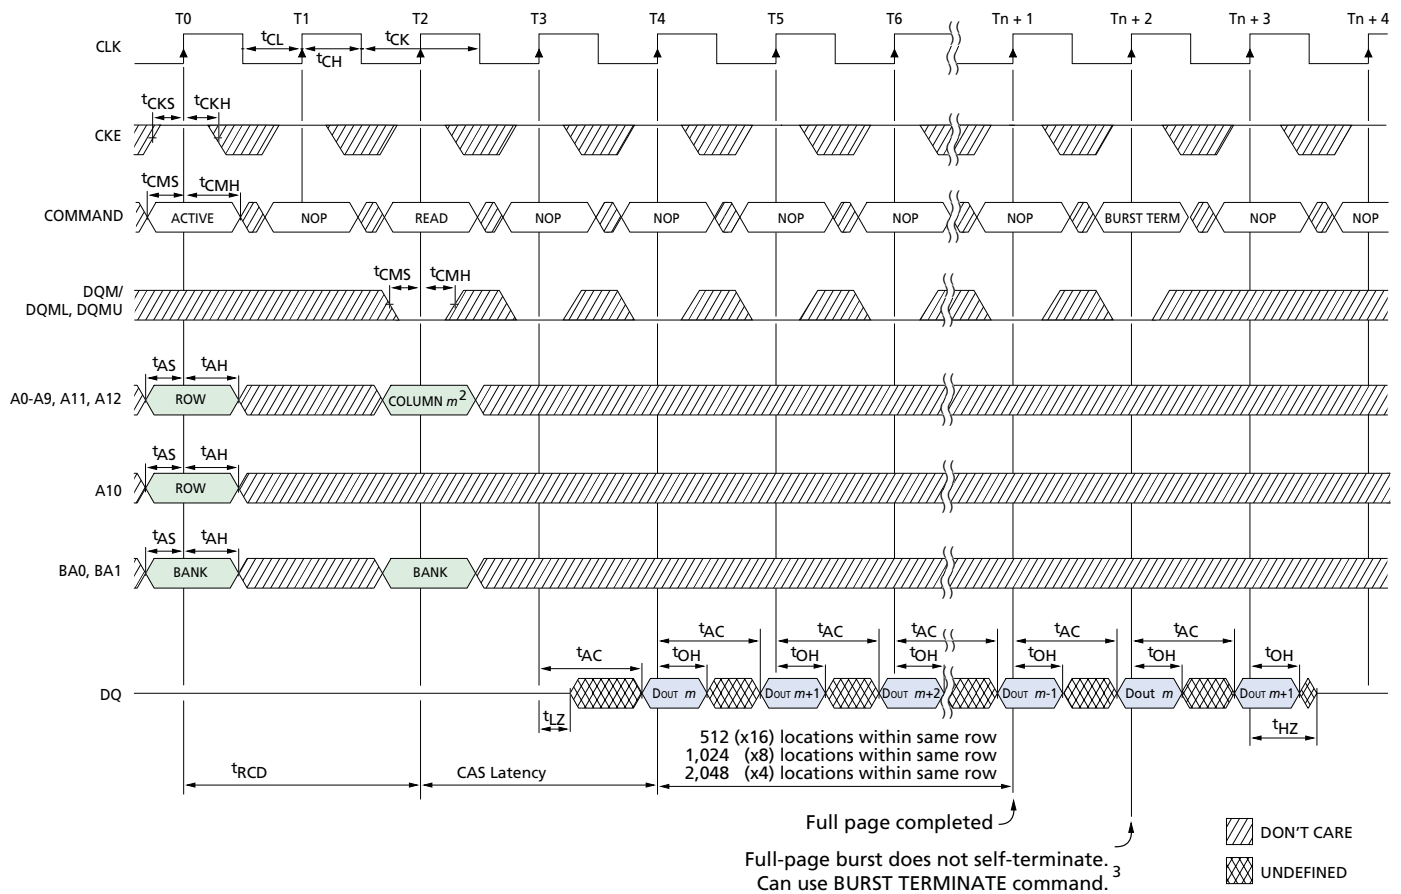 T0 T1 T2 T3 T4 T5 T6 Tn + 1 Tn + 2 Tn + 3 Tn + 4
CLK
tCL tCH tCK
tCKS tCKH
CKE
tCMS tCMH
COMMAND ACTIVE NOP READ NOP NOP NOP NOP NOP BURST TERM NOP NOP
tCMS tCMH
DQM/
DQML, DQMU
tAS tAH
A0-A9, A11, A12 ROW COLUMN m2
tAS tAH
A10 ROW
tAS tAH
BA0, BA1 BANK BANK
tAC tAC tAC tAC tAC tAC
tOH tOH tOH tOH tOH tOH
DQ DOUT m DOUT m+1 DOUT m+2 DOUT m-1 Dout m DOUT m+1
tLZ tHZ
512 (x16) locations within same row
1,024 (x8) locations within same row
2,048 (x4) locations within same row
tRCD CAS Latency
Full page completed
Full-page burst does not self-terminate. 3
Can use BURST TERMINATE command.
DON'T CARE
UNDEFINED